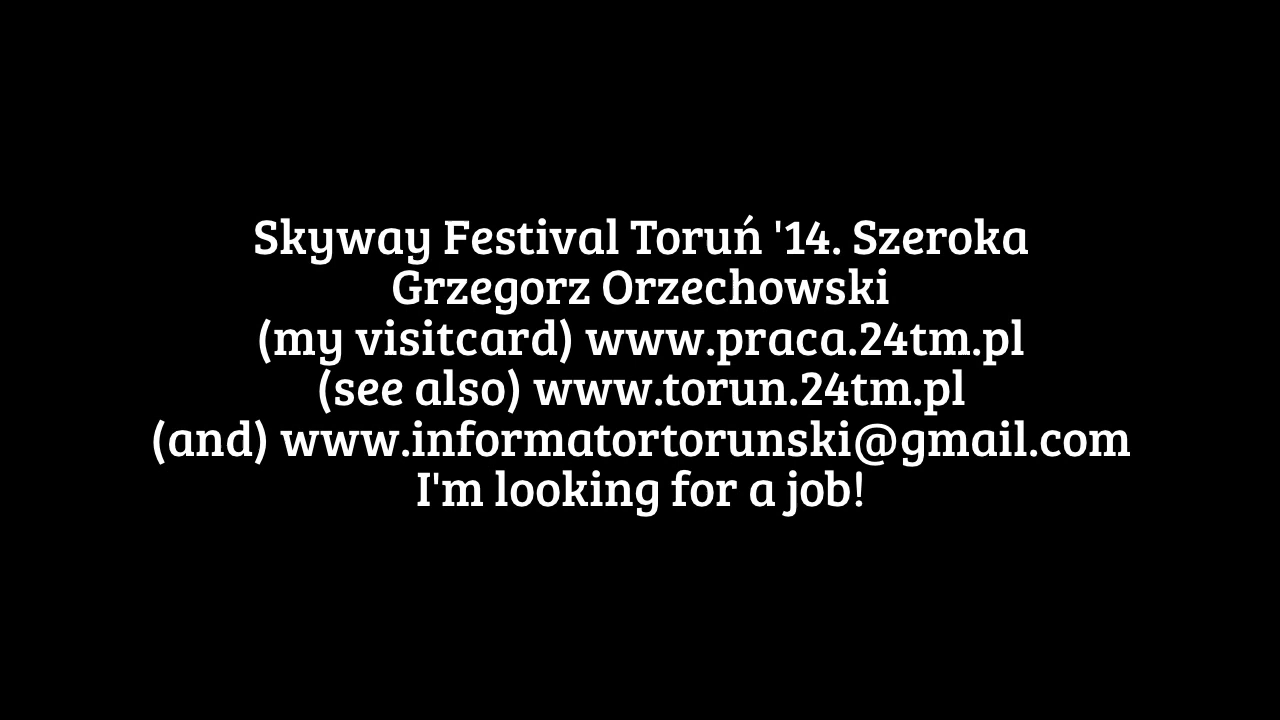 Skyway Festival Toruń '14. Szeroka
Grzegorz Orzechowski
(my visitcard) www.praca.24tm.pl
(see also) www.torun.24tm.pl
(and) www.informatortorunski@gmail.com
I'm looking for a job!